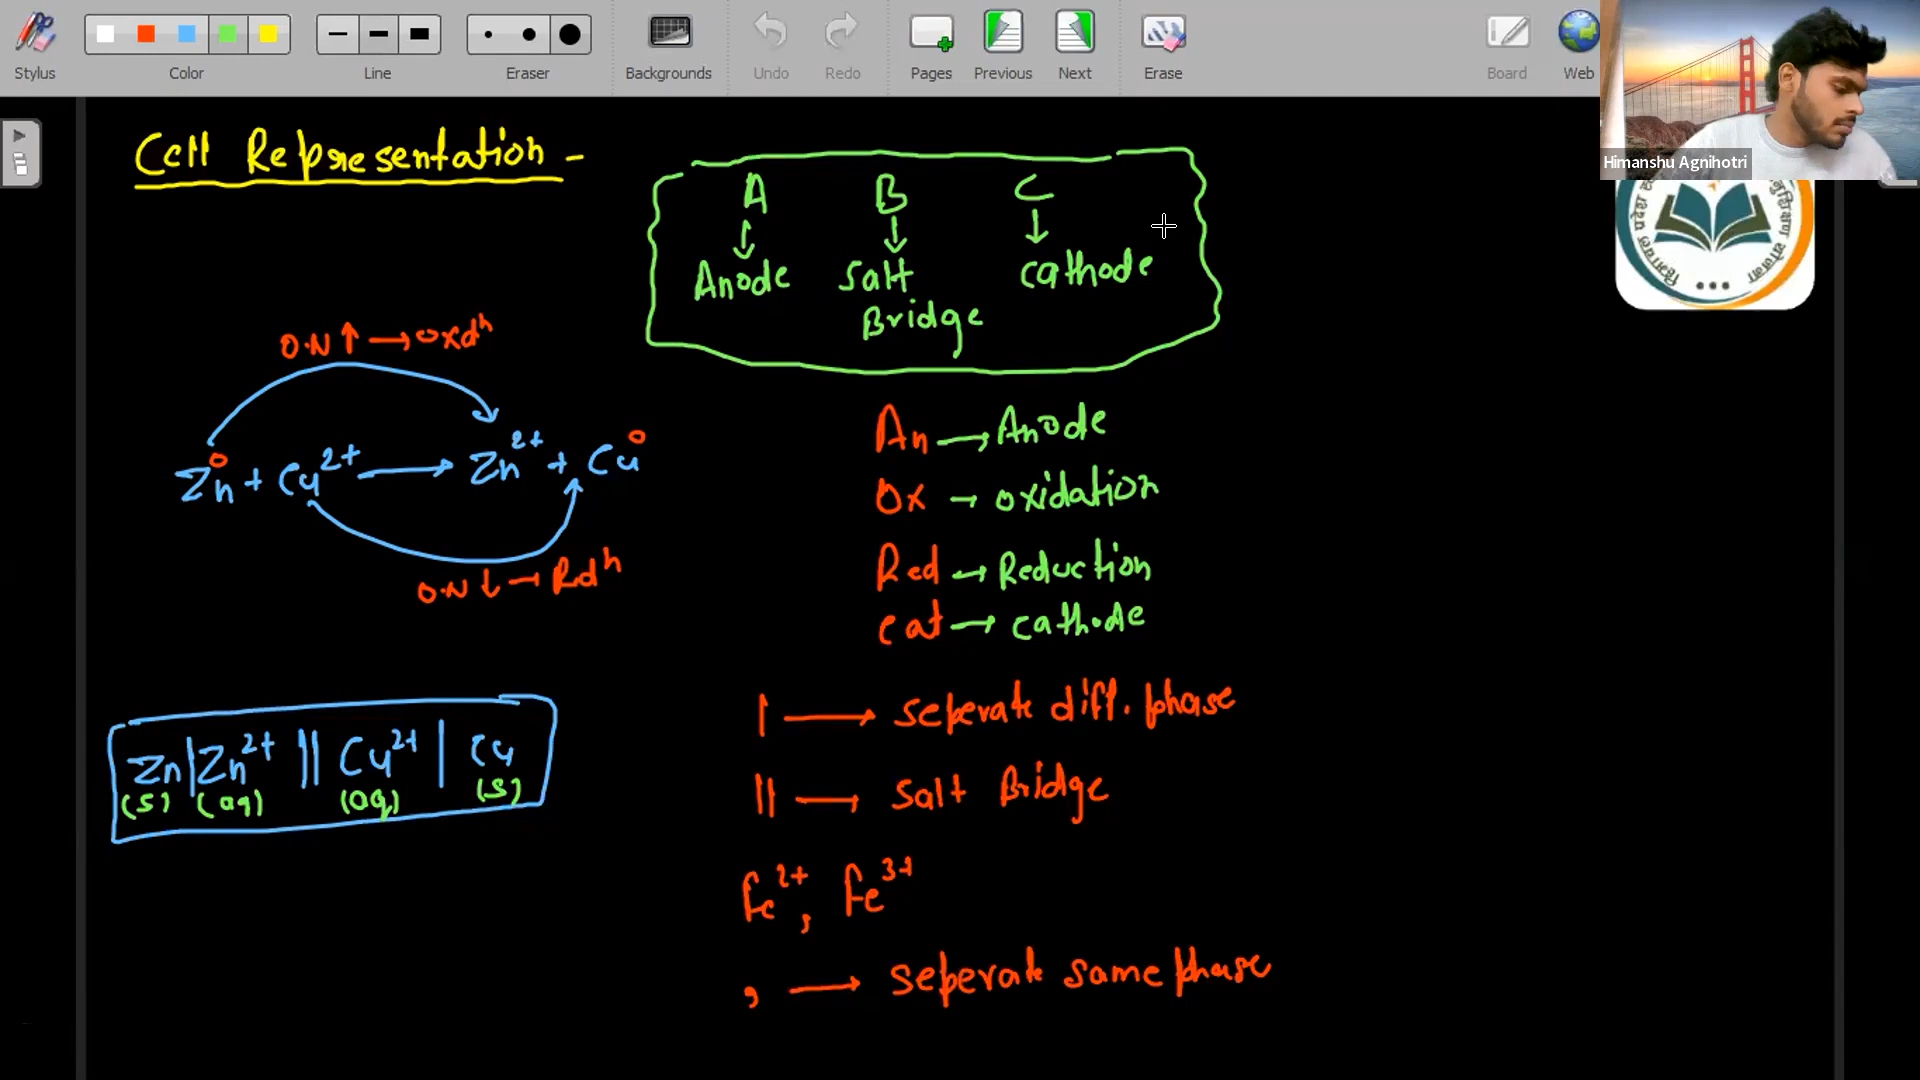 Stylus
Color
Line
Eraser
Backgrounds
Undo
Redo
Pages
Previous
Next
Erase
Board
Web
Himanshu Agnihotri
Cell Representation -
A B C
Anode Salt Bridge Cathode
O.N ↑ → Oxdⁿ
Zn⁰ + Cu²⁺ → Zn²⁺ + Cu⁰
O.N ↓ → Rdⁿ
An → Anode
Ox → oxidation
Red → Reduction
cat → cathode
Zn|Zn²⁺ || Cu²⁺ | Cu
(s) (aq) (aq) (s)
| → seperate diff. phase
|| → Salt Bridge
Fe²⁺, Fe³⁺
, → seperate same phase